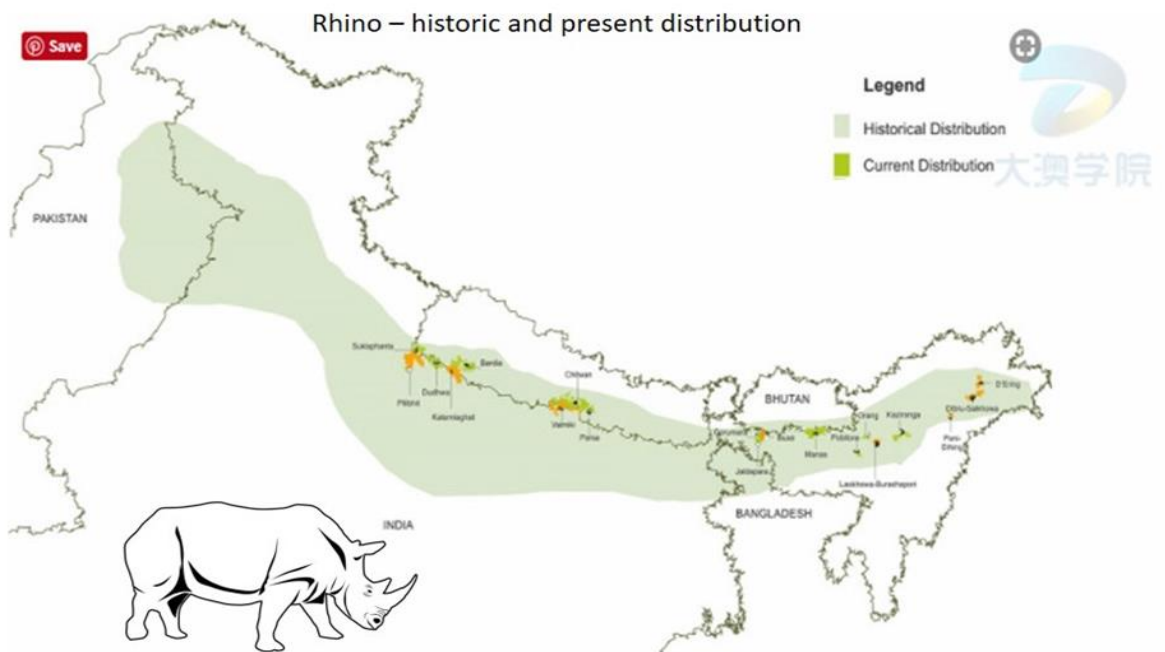 Rhino – historic and present distribution
Save
Legend
Historical Distribution
Current Distribution
大澳学院
PAKISTAN
Suklaphanta
Bardia
Pilibhit
Dudhwa
Katarniaghat
Chitwan
Valmiki
Parsa
BHUTAN
Buxa
Jaldapara
Manas
Pobitora
Orang
Kaziranga
Laokhowa-Burachapori
D'Ering
Dibru-Saikhowa
INDIA
BANGLADESH